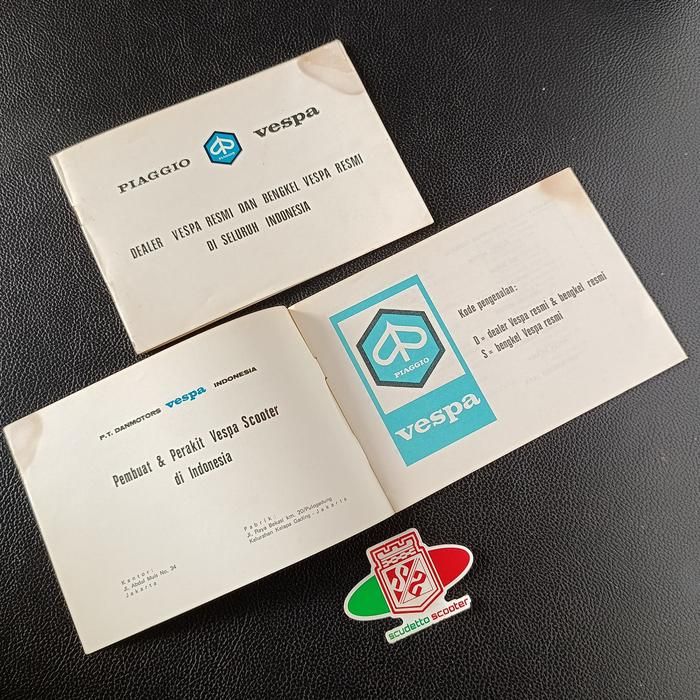 PIAGGIO vespa
PIAGGIO
DEALER VESPA RESMI DAN BENGKEL VESPA RESMI
DI SELURUH INDONESIA
P.T. DANMOTORS vespa INDONESIA
Pembuat & Perakit Vespa Scooter
di Indonesia
Kantor:
JL. Abdul Muis No. 34
Jakarta
Pabrik:
JL. Raya Bekasi km. 20/Pulogadung
Kelurahan Kelapa Gading - Jakarta
PIAGGIO
vespa
Kode pengenalan:
D = dealer Vespa resmi & bengkel resmi
S = bengkel Vespa resmi
scudetto scooter